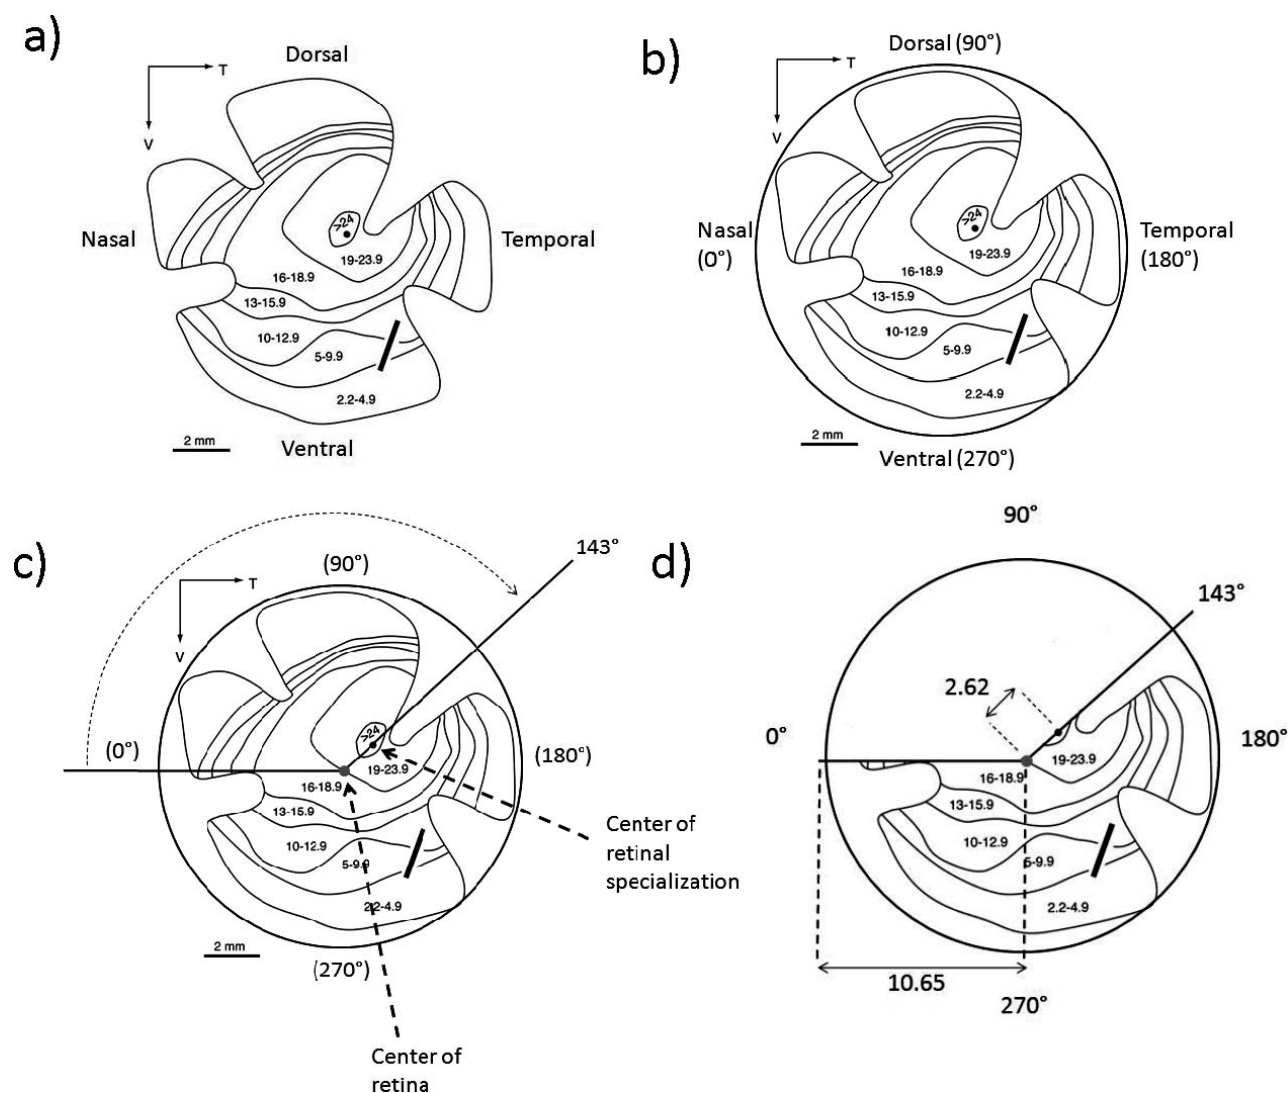 a)
Dorsal
T
V
Nasal
Temporal
>24
19-23.9
16-18.9
13-15.9
10-12.9
5-9.9
2.2-4.9
2 mm
Ventral
b)
Dorsal (90°)
T
V
Nasal
(0°)
Temporal
(180°)
>24
19-23.9
16-18.9
13-15.9
10-12.9
5-9.9
2.2-4.9
2 mm
Ventral (270°)
c)
143°
(90°)
T
V
(0°)
(180°)
>24
19-23.9
16-18.9
13-15.9
10-12.9
5-9.9
2.2-4.9
2 mm
(270°)
Center of
retinal
specialization
Center of
retina
d)
90°
143°
2.62
0°
180°
19-23.9
16-18.9
13-15.9
10-12.9
5-9.9
2.2-4.9
10.65
270°